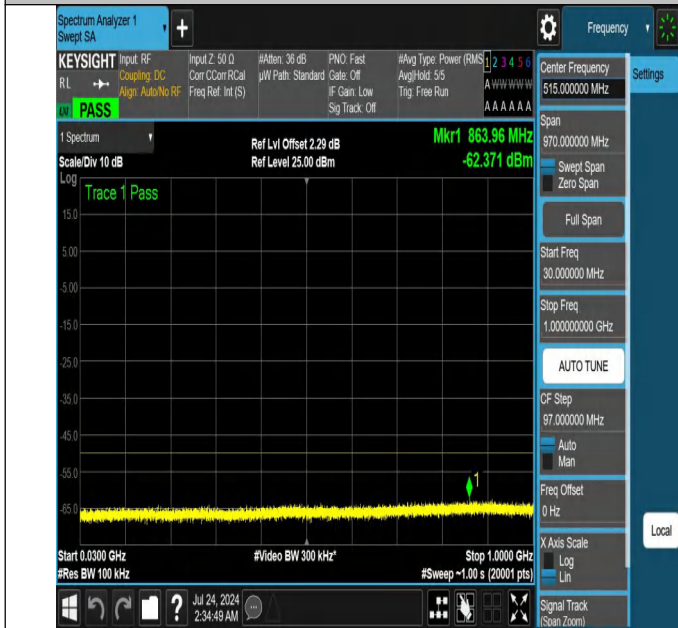 Spectrum Analyzer 1
Swept SA
+
Frequency
KEYSIGHT
RL
LXI
PASS
Input: RF
Coupling: DC
Align: Auto/No RF
Input Z: 50 Ω
Corr CCorr RCal
Freq Ref: Int (S)
#Atten: 36 dB
µW Path: Standard
PNO: Fast
Gate: Off
IF Gain: Low
Sig Track: Off
#Avg Type: Power (RMS
Avg|Hold: 5/5
Trig: Free Run
1 2 3 4 5 6
A W W W W W
A A A A A A
1 Spectrum
Scale/Div 10 dB
Log
Ref Lvl Offset 2.29 dB
Ref Level 25.00 dBm
Mkr1 863.96 MHz
-62.371 dBm
Trace 1 Pass
15.0
5.00
-5.00
-15.0
-25.0
-35.0
-45.0
-55.0
-65.0
1
Start 0.0300 GHz
#Res BW 100 kHz
#Video BW 300 kHz*
Stop 1.0000 GHz
#Sweep ~1.00 s (20001 pts)
?
Jul 24, 2024
2:34:49 AM
Center Frequency
515.000000 MHz
Settings
Span
970.000000 MHz
Swept Span
Zero Span
Full Span
Start Freq
30.000000 MHz
Stop Freq
1.000000000 GHz
AUTO TUNE
CF Step
97.000000 MHz
Auto
Man
Freq Offset
0 Hz
X Axis Scale
Log
Lin
Local
Signal Track
(Span Zoom)